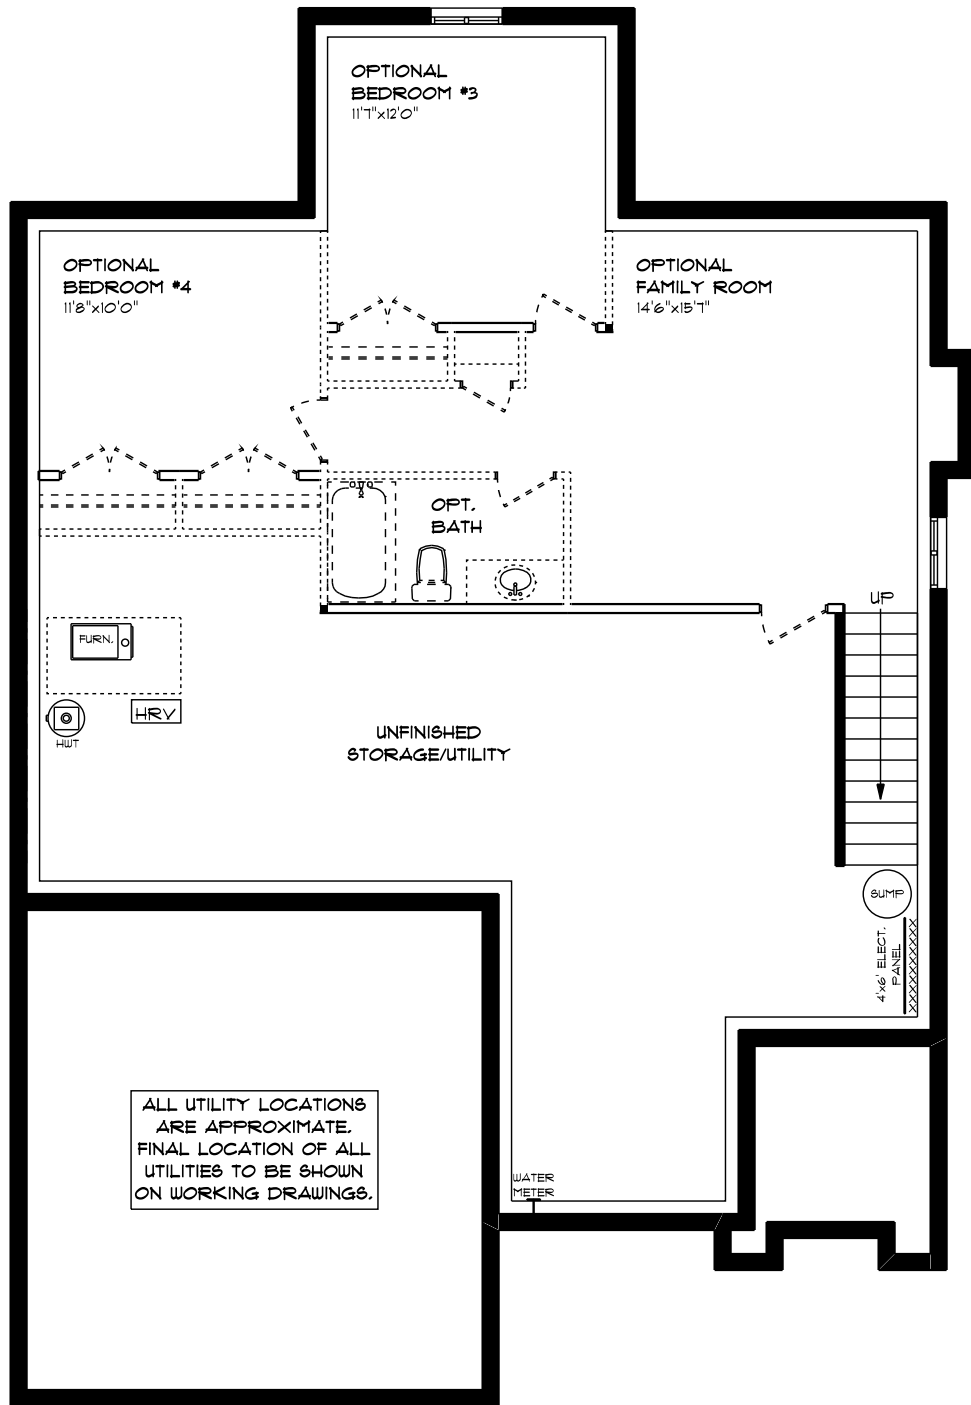 OPTIONAL
BEDROOM #3
11'7"x12'0"
OPTIONAL
BEDROOM #4
11'8"x10'0"
OPTIONAL
FAMILY ROOM
14'6"x15'7"
OPT.
BATH
UP
FURN.
HRV
HWT
UNFINISHED
STORAGE/UTILITY
SUMP
4'x6' ELECT.
PANEL
ALL UTILITY LOCATIONS
ARE APPROXIMATE.
FINAL LOCATION OF ALL
UTILITIES TO BE SHOWN
ON WORKING DRAWINGS.
WATER
METER